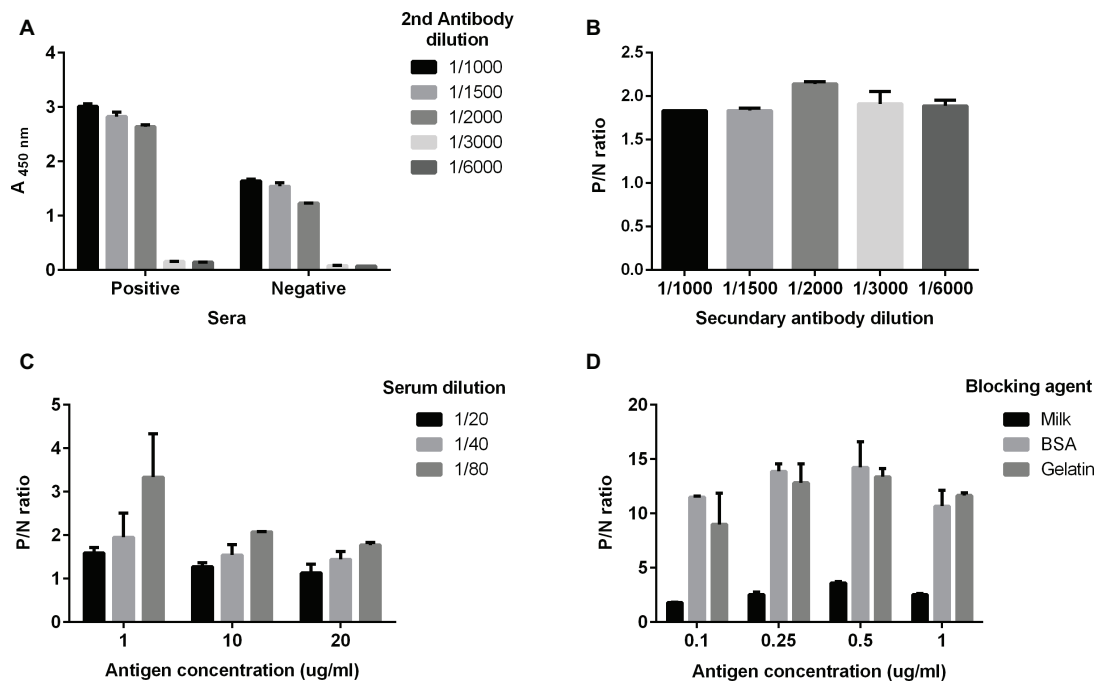 A
2nd Antibody
dilution
1/1000
1/1500
1/2000
1/3000
1/6000
4
3
2
1
0
A 450 nm
Positive
Negative
Sera
B
2.5
2.0
1.5
1.0
0.5
0.0
P/N ratio
1/1000 1/1500 1/2000 1/3000 1/6000
Secundary antibody dilution
C
Serum dilution
1/20
1/40
1/80
5
4
3
2
1
0
P/N ratio
1 10 20
Antigen concentration (ug/ml)
D
Blocking agent
Milk
BSA
Gelatin
20
15
10
5
0
P/N ratio
0.1 0.25 0.5 1
Antigen concentration (ug/ml)